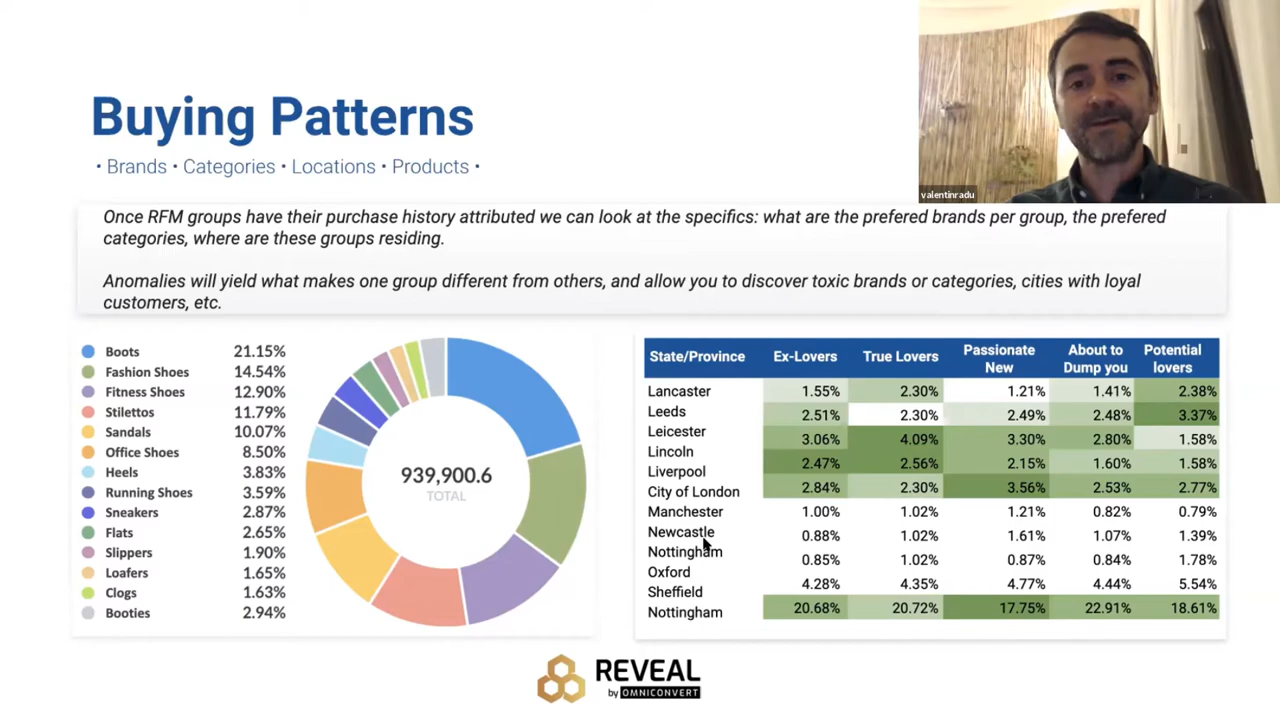 valentinradu
Buying Patterns
• Brands • Categories • Locations • Products •
Once RFM groups have their purchase history attributed we can look at the specifics: what are the prefered brands per group, the prefered
categories, where are these groups residing.
Anomalies will yield what makes one group different from others, and allow you to discover toxic brands or categories, cities with loyal
customers, etc.
Boots 21.15%
Fashion Shoes 14.54%
Fitness Shoes 12.90%
Stilettos 11.79%
Sandals 10.07%
Office Shoes 8.50%
Heels 3.83%
Running Shoes 3.59%
Sneakers 2.87%
Flats 2.65%
Slippers 1.90%
Loafers 1.65%
Clogs 1.63%
Booties 2.94%
939,900.6
TOTAL
State/Province Ex-Lovers True Lovers Passionate New About to Dump you Potential lovers
Lancaster
Leeds
Leicester
Lincoln
Liverpool
City of London
Manchester
Newcastle
Nottingham
Oxford
Sheffield
Nottingham
1.55% 2.30% 1.21% 1.41% 2.38%
2.51% 2.30% 2.49% 2.48% 3.37%
3.06% 4.09% 3.30% 2.80% 1.58%
2.47% 2.56% 2.15% 1.60% 1.58%
2.84% 2.30% 3.56% 2.53% 2.77%
1.00% 1.02% 1.21% 0.82% 0.79%
0.88% 1.02% 1.61% 1.07% 1.39%
0.85% 1.02% 0.87% 0.84% 1.78%
4.28% 4.35% 4.77% 4.44% 5.54%
20.68% 20.72% 17.75% 22.91% 18.61%
REVEAL
by OMNICONVERT